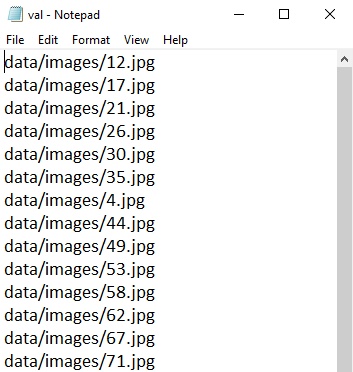 val - Notepad
File Edit Format View Help
data/images/12.jpg
data/images/17.jpg
data/images/21.jpg
data/images/26.jpg
data/images/30.jpg
data/images/35.jpg
data/images/4.jpg
data/images/44.jpg
data/images/49.jpg
data/images/53.jpg
data/images/58.jpg
data/images/62.jpg
data/images/67.jpg
data/images/71.jpg